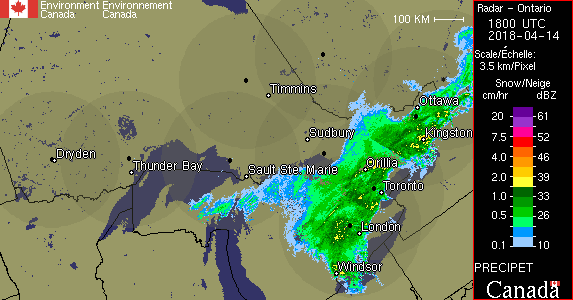 Environment Environnement
Canada Canada
100 KM
Radar - Ontario
1800 UTC
2018-04-14
Scale/Échelle:
3.5 km/Pixel
Snow/Neige
cm/hr dBZ
20 61
7.5 52
4.0 46
2.0 39
1.0 33
0.5 26
0.1 10
Timmins
Ottawa
Sudbury
Kingston
Dryden
Thunder Bay
Sault Ste. Marie
Orillia
Toronto
London
Windsor
PRECIPET
Canada